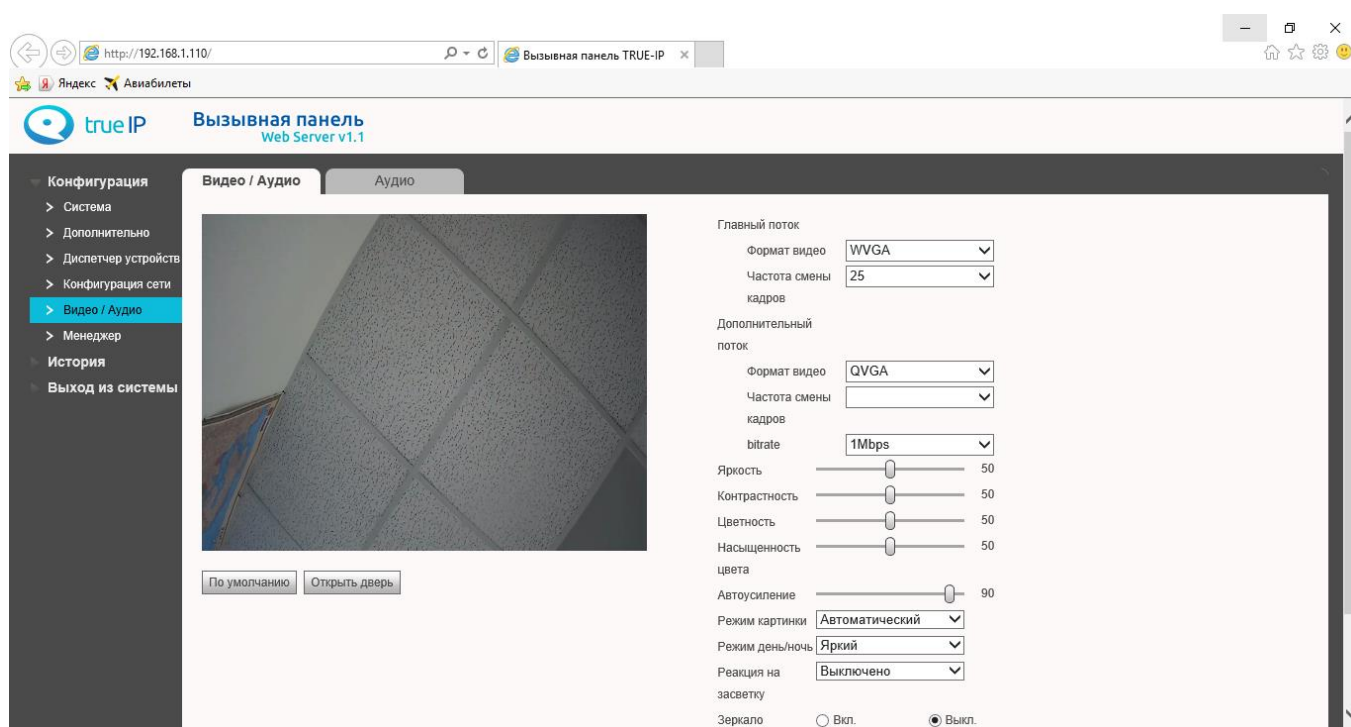 http://192.168.1.110/
Вызывная панель TRUE-IP
Яндекс Авиабилеты
true IP
Вызывная панель
Web Server v1.1
Конфигурация
Система
Дополнительно
Диспетчер устройств
Конфигурация сети
Видео / Аудио
Менеджер
История
Выход из системы
Видео / Аудио Аудио
По умолчанию Открыть дверь
Главный поток
Формат видео WVGA
Частота смены 25
кадров
Дополнительный
поток
Формат видео QVGA
Частота смены
кадров
bitrate 1Mbps
Яркость 50
Контрастность 50
Цветность 50
Насыщенность 50
цвета
Автоусиление 90
Режим картинки Автоматический
Режим день/ночь Яркий
Реакция на Выключено
засветку
Зеркало Вкл. Выкл.